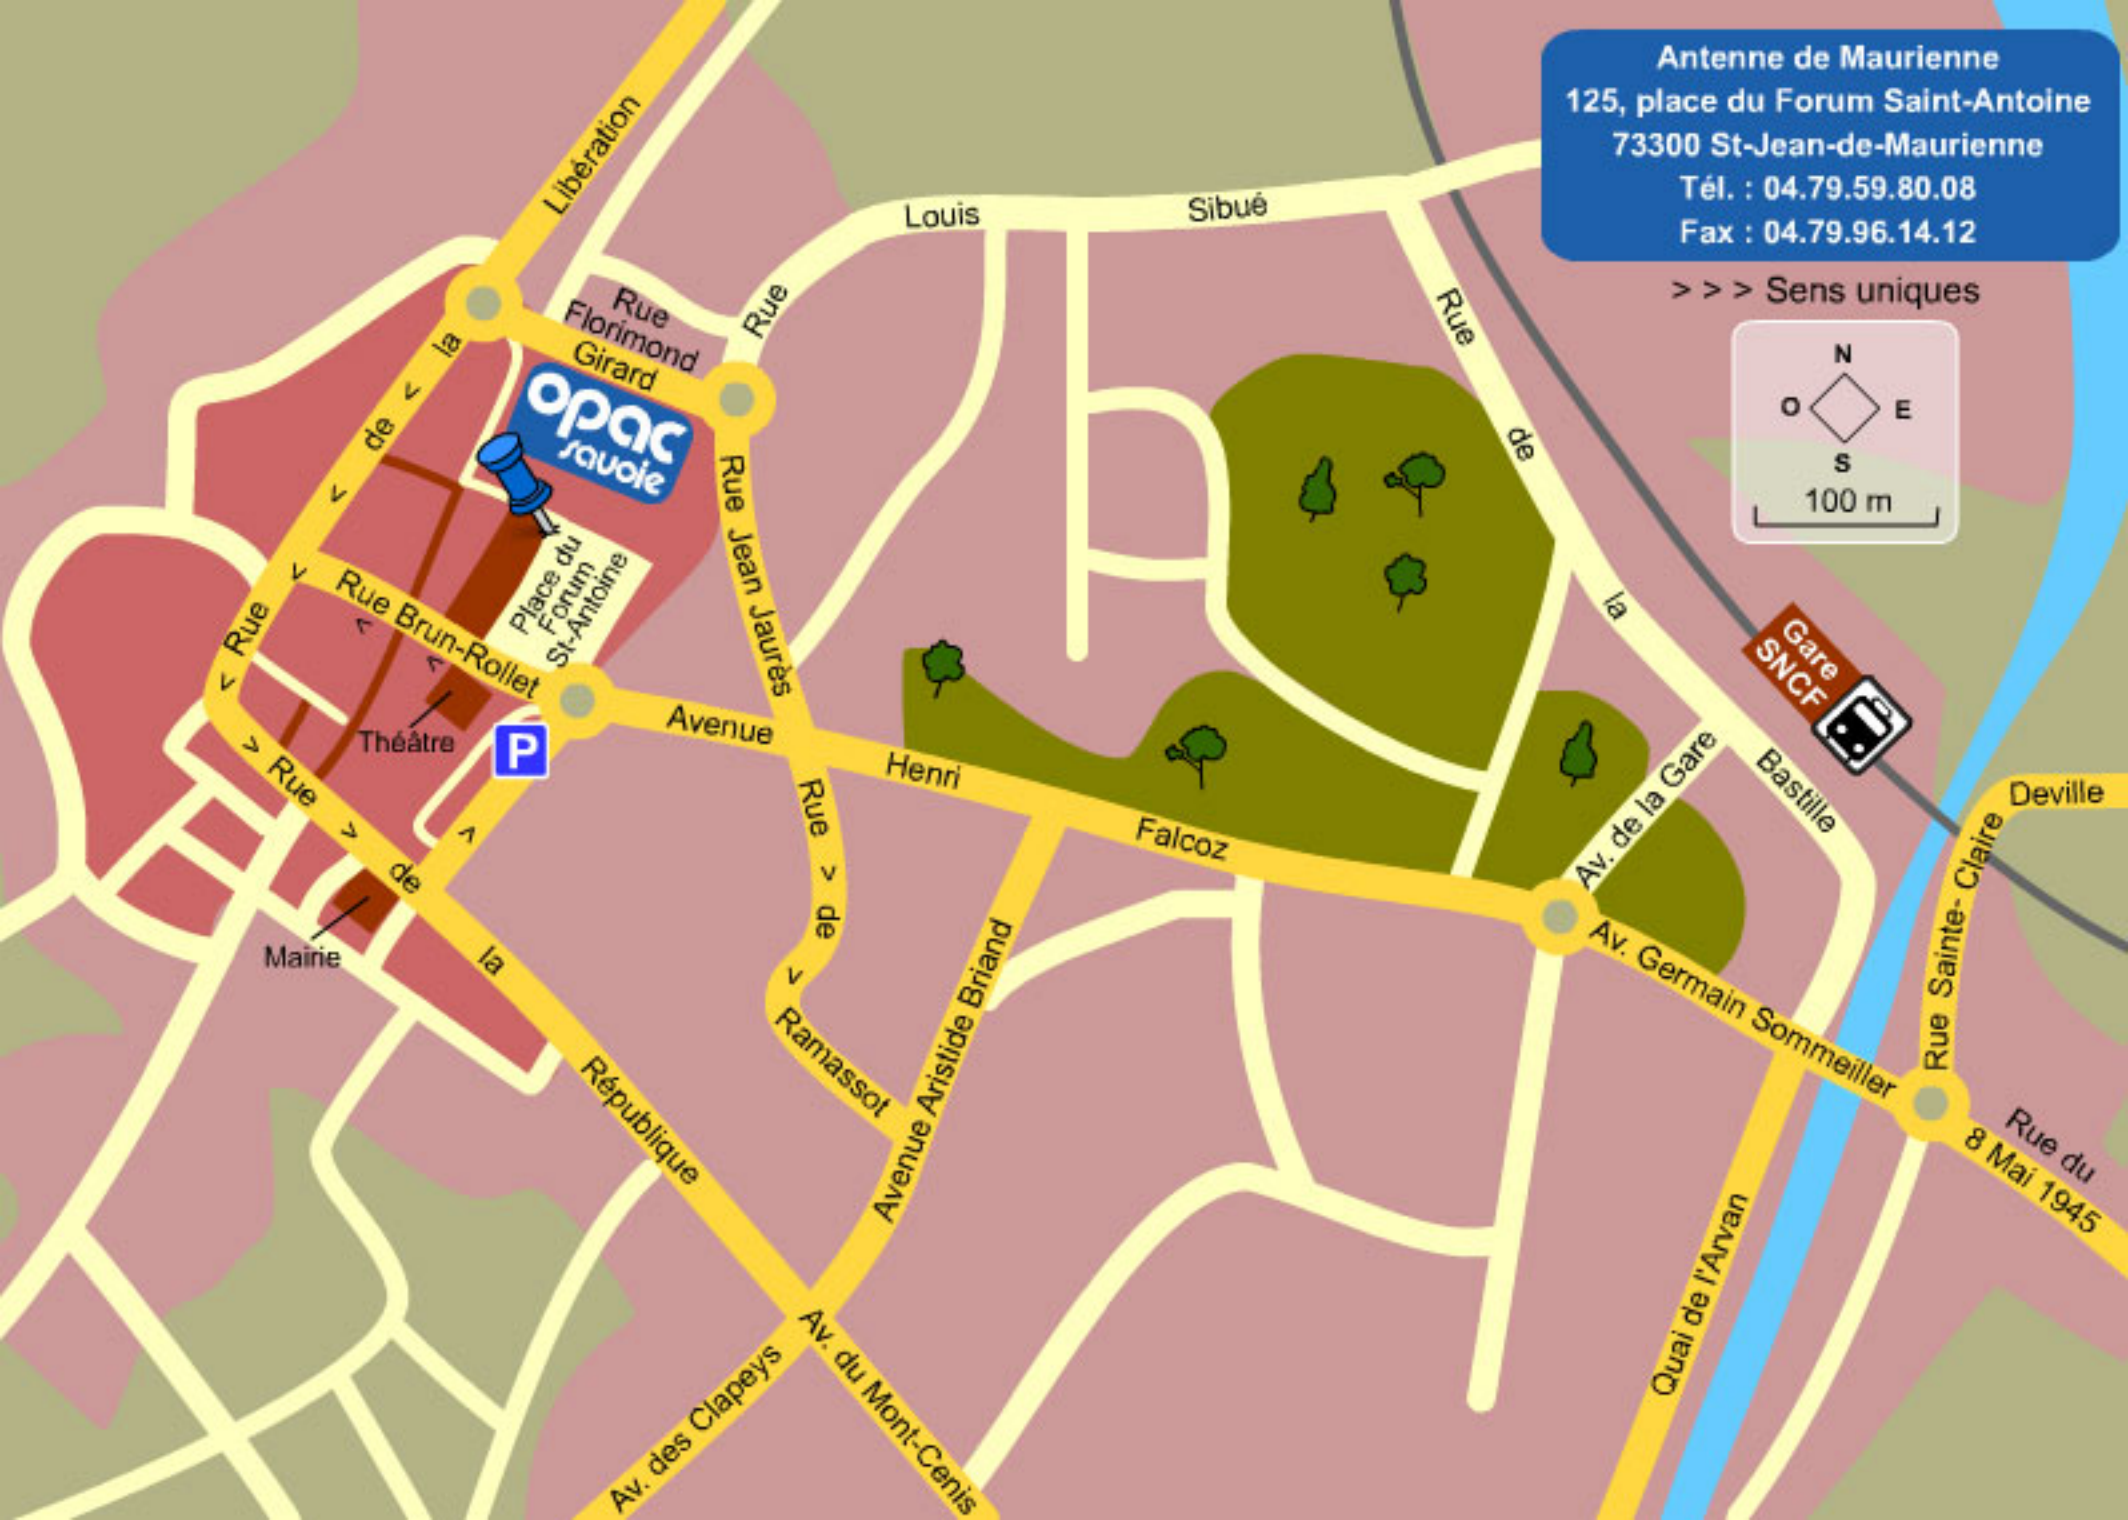 Antenne de Maurienne
125, place du Forum Saint-Antoine
73300 St-Jean-de-Maurienne
Tél. : 04.79.59.80.08
Fax : 04.79.96.14.12
> > > Sens uniques
N
O E
S
100 m
Rue de la Libération
Rue
Florimond
Girard
opac
savoie
Rue Louis Sibué
Rue de la Bastille
Rue Jean Jaurès
Place du
Forum
St-Antoine
Rue Brun-Rollet
Théâtre
P
Mairie
Gare
SNCF
Av. de la Gare
Avenue Henri Falcoz
Rue > de > Ramassot
Rue > de la République
Avenue Aristide Briand
Av. Germain Sommeiller
Rue Sainte- Claire Deville
Rue du
8 Mai 1945
Quai de l'Arvan
Av. des Clapeys
Av. du Mont-Cenis